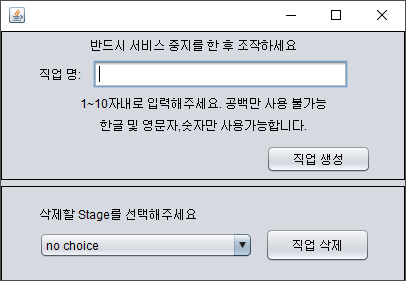 반드시 서비스 중지를 한 후 조작하세요
직업 명:
1~10자내로 입력해주세요. 공백만 사용 불가능
한글 및 영문자,숫자만 사용가능합니다.
직업 생성
삭제할 Stage를 선택해주세요
no choice
직업 삭제